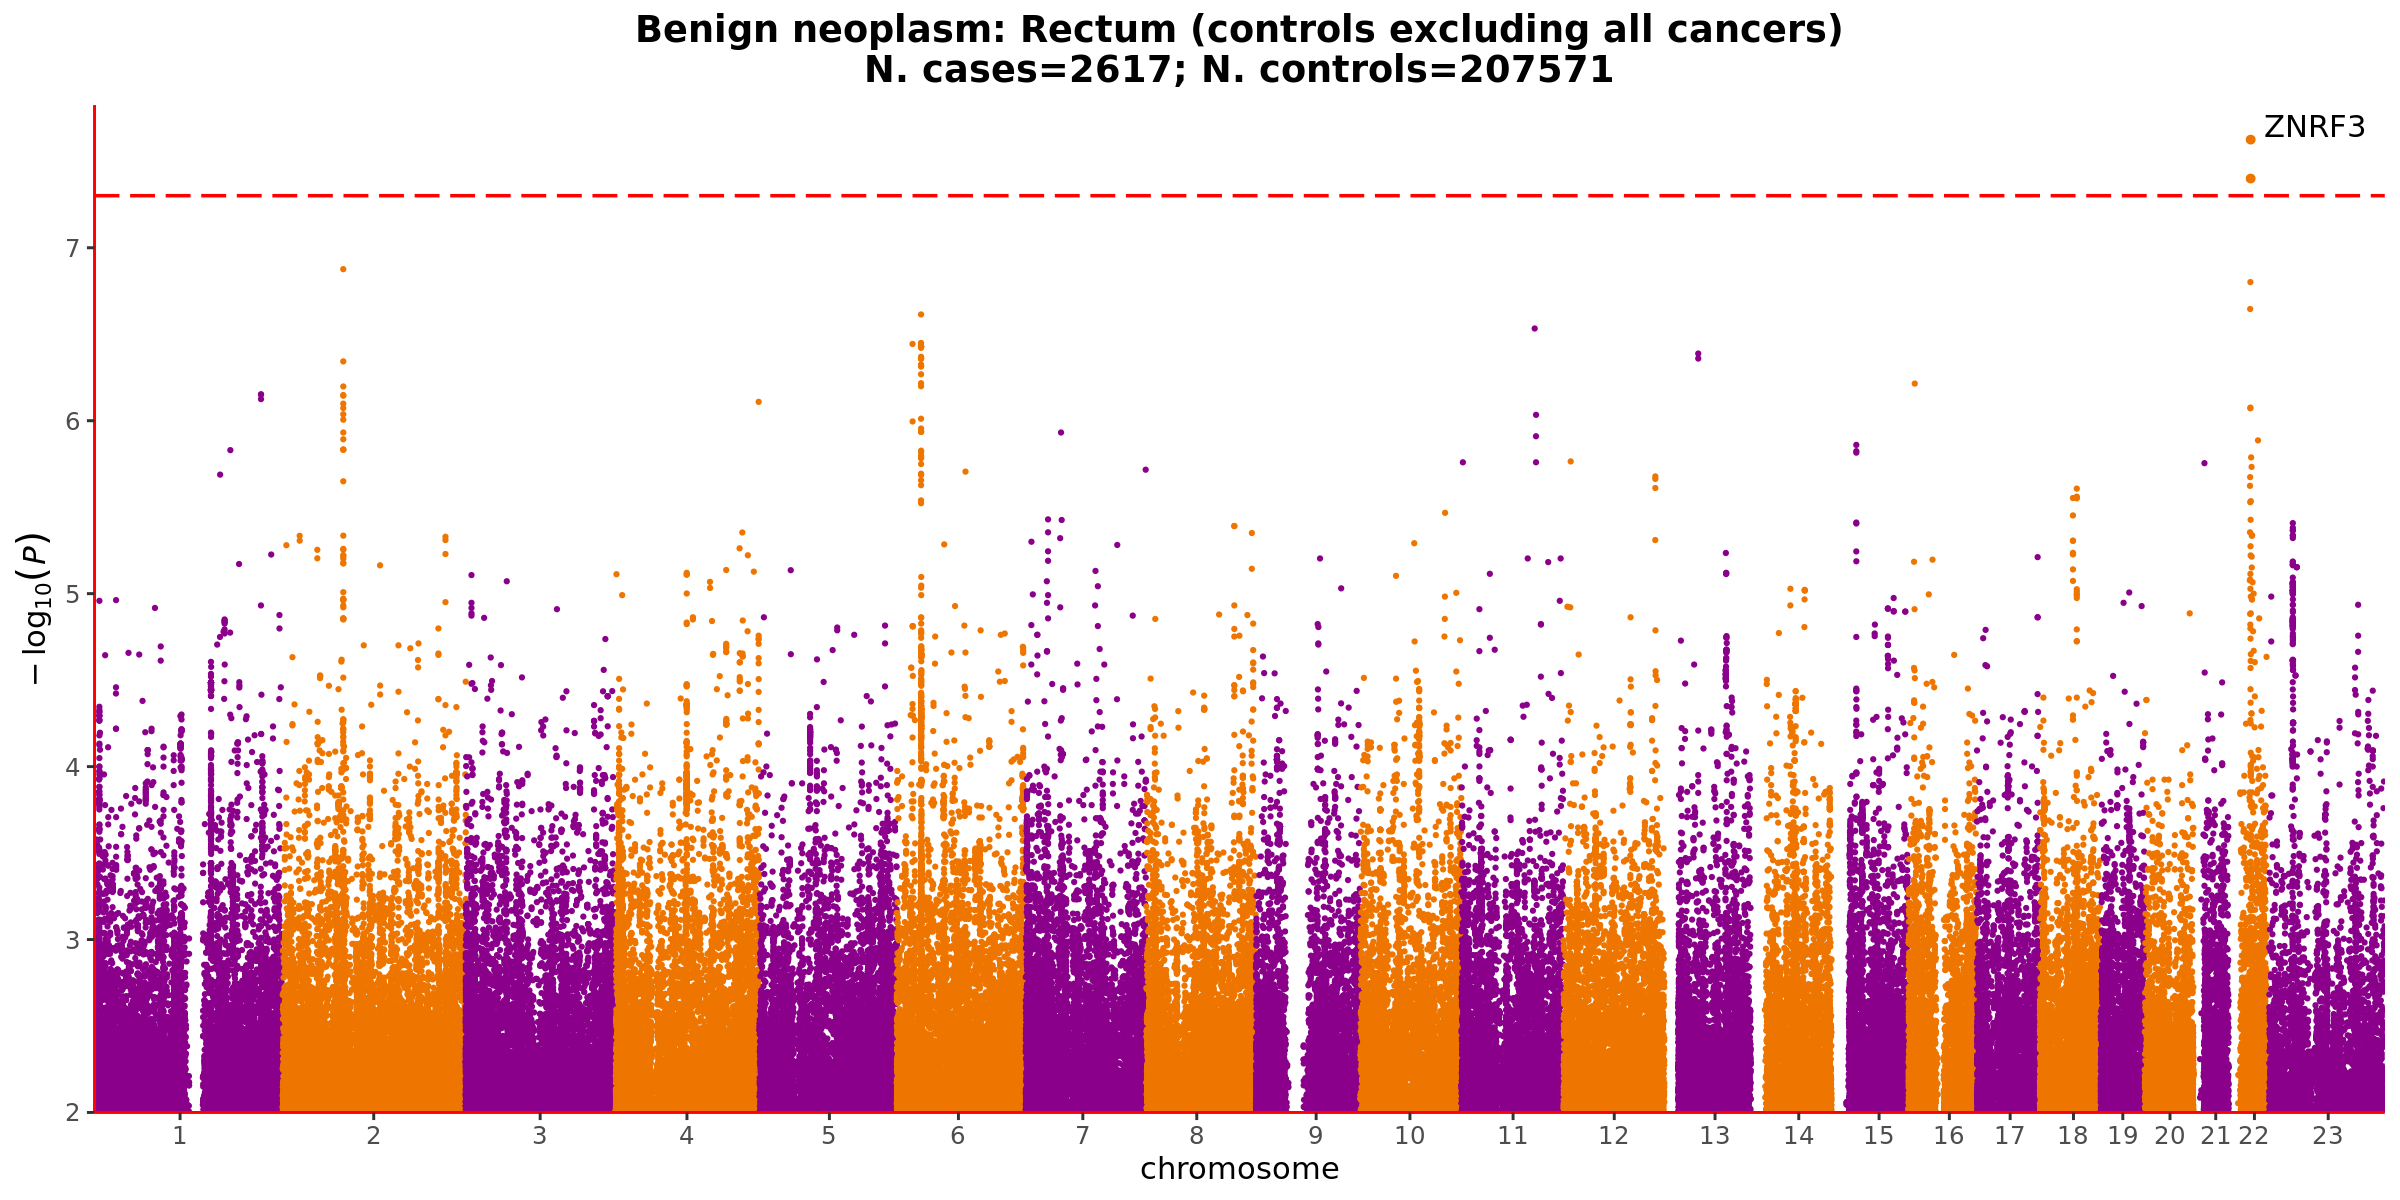 Benign neoplasm: Rectum (controls excluding all cancers)
N. cases=2617; N. controls=207571
ZNRF3
7
6
5
4
3
2
−log10(P)
1 2 3 4 5 6 7 8 9 10 11 12 13 14 15 16 17 18 19 20 21 22 23
chromosome